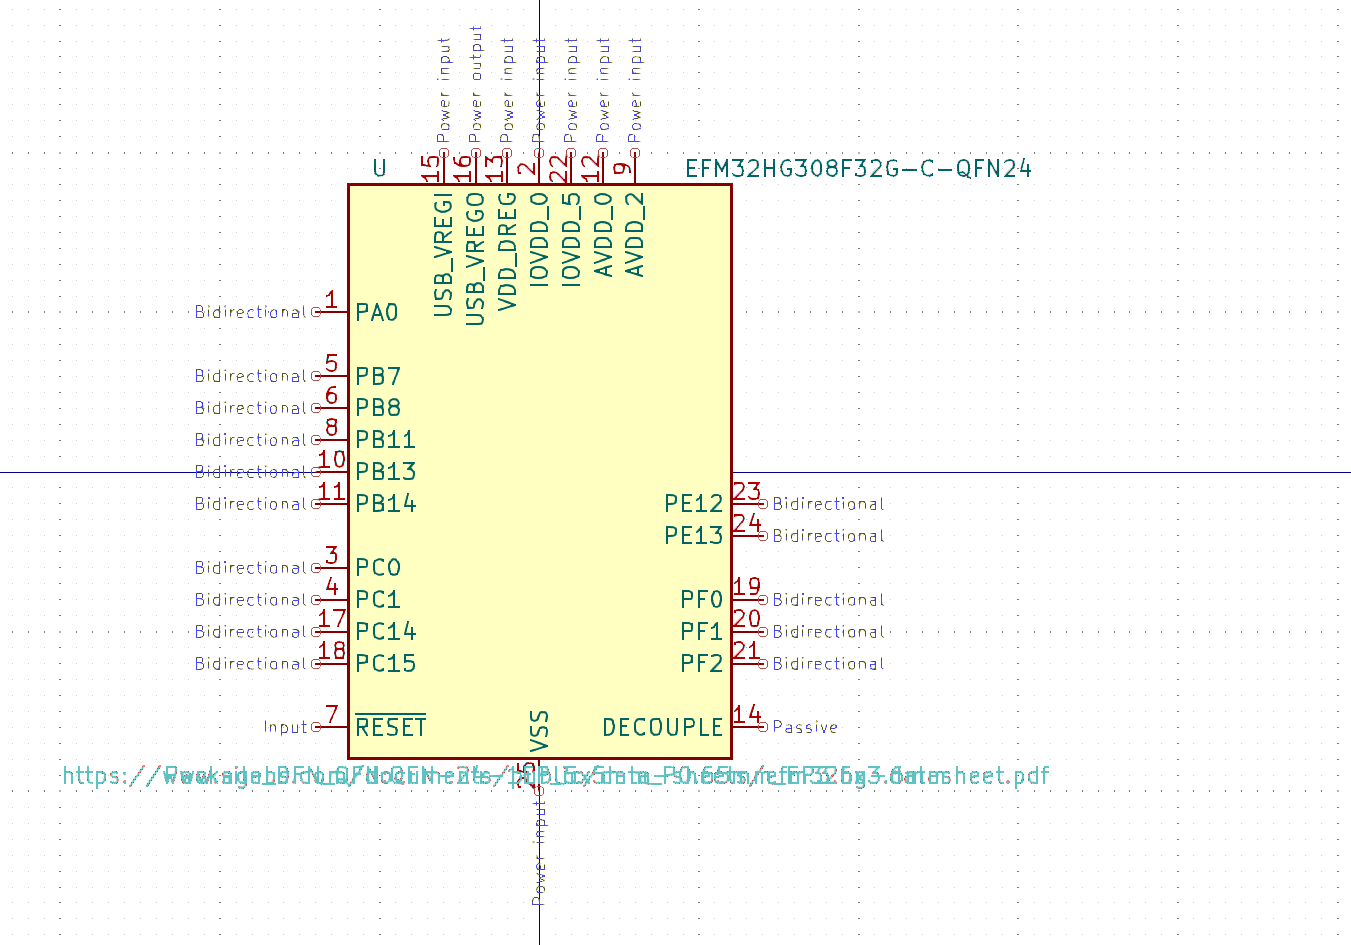 Power input
Power output
Power input
Power input
Power input
Power input
Power input
15
16
13
2
22
12
9
U
EFM32HG308F32G-C-QFN24
USB_VREGI
USB_VREGO
VDD_DREG
IOVDD_0
IOVDD_5
AVDD_0
AVDD_2
Bidirectional 1 PA0
Bidirectional 5 PB7
Bidirectional 6 PB8
Bidirectional 8 PB11
Bidirectional 10 PB13
Bidirectional 11 PB14
PE12 23 Bidirectional
PE13 24 Bidirectional
Bidirectional 3 PC0
Bidirectional 4 PC1
PF0 19 Bidirectional
Bidirectional 17 PC14
PF1 20 Bidirectional
Bidirectional 18 PC15
PF2 21 Bidirectional
Input 7 RESET
VSS
DECOUPLE 14 Passive
25
Power input